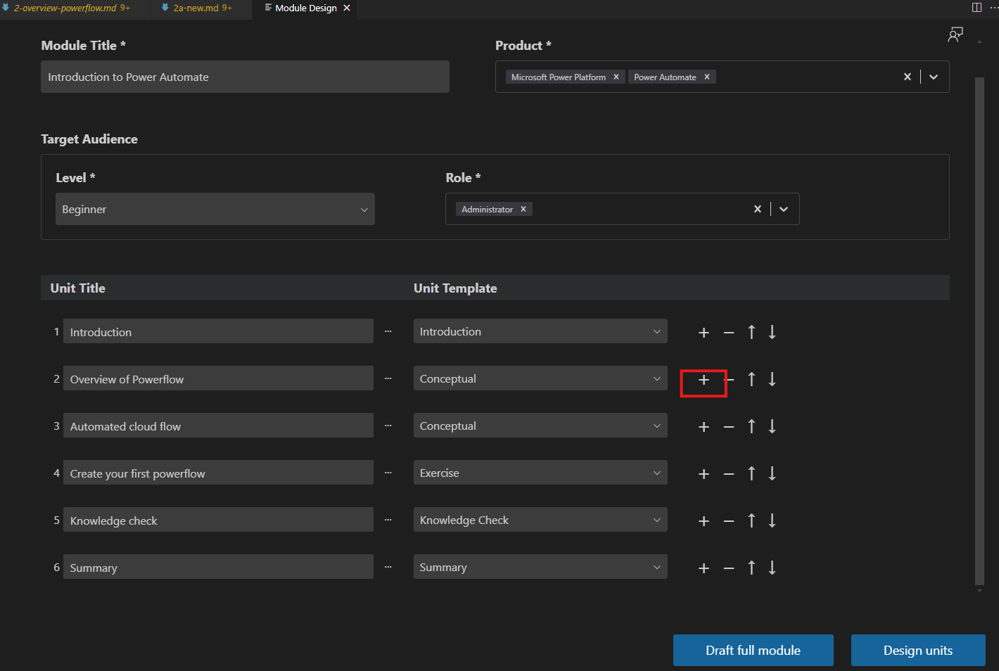 2-overview-powerflow.md 9+ 2a-new.md 9+ Module Design
Module Title * Product *
Introduction to Power Automate Microsoft Power Platform Power Automate
Target Audience
Level * Role *
Beginner Administrator
Unit Title Unit Template
1 Introduction ... Introduction
2 Overview of Powerflow ... Conceptual
3 Automated cloud flow ... Conceptual
4 Create your first powerflow ... Exercise
5 Knowledge check ... Knowledge Check
6 Summary ... Summary
Draft full module Design units